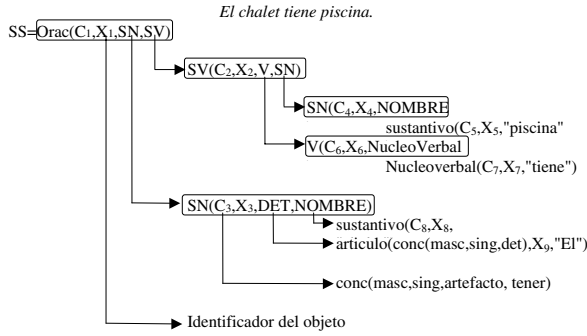 El chalet tiene piscina.
SS=Orac(C1,X1,SN,SV)
SV(C2,X2,V,SN)
SN(C4,X4,NOMBRE
sustantivo(C5,X5,"piscina"
V(C6,X6,NucleoVerbal
Nucleoverbal(C7,X7,"tiene")
SN(C3,X3,DET,NOMBRE)
sustantivo(C8,X8,
articulo(conc(masc,sing,det),X9,"El")
conc(masc,sing,artefacto, tener)
Identificador del objeto